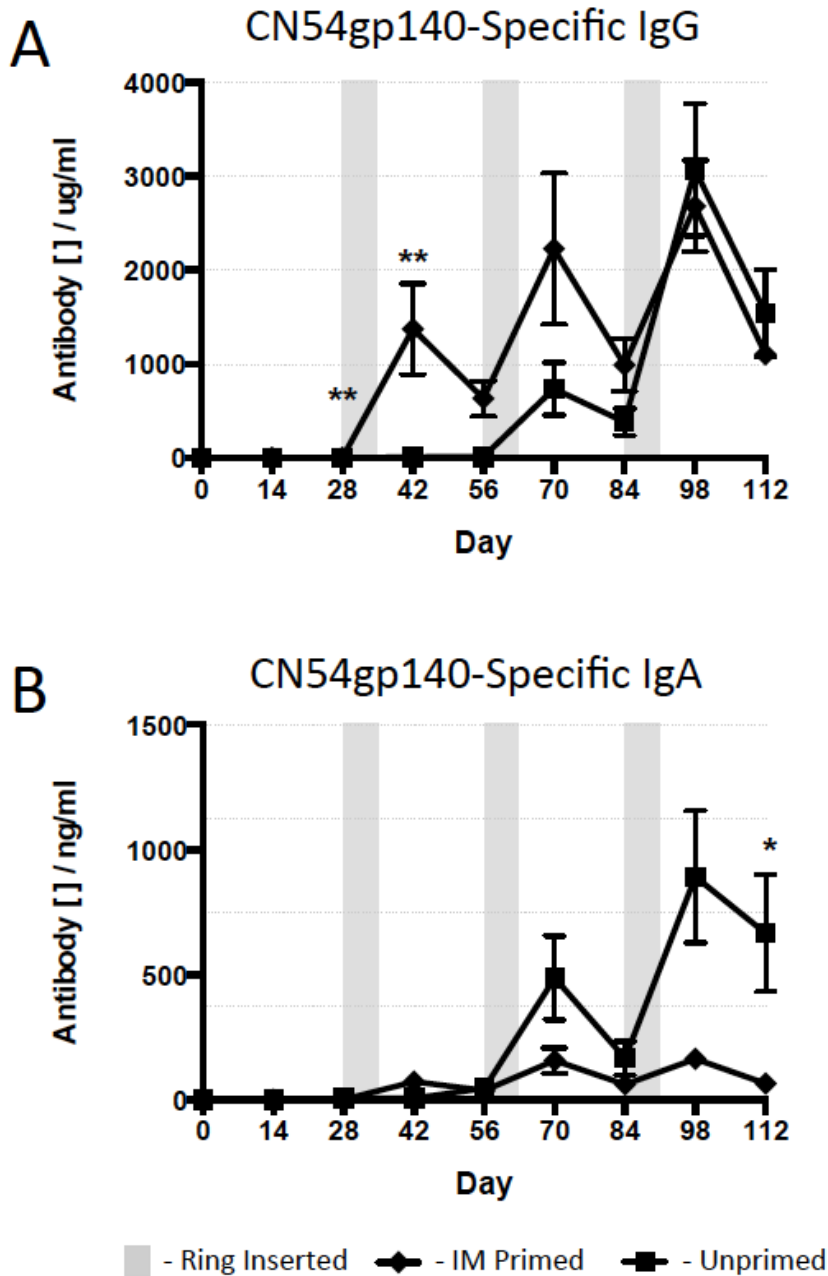 A
CN54gp140-Specific IgG
Antibody [ ] / ug/ml
4000
3000
2000
1000
0
**
**
0 14 28 42 56 70 84 98 112
Day
B
CN54gp140-Specific IgA
Antibody [ ] / ng/ml
1500
1000
500
0
*
0 14 28 42 56 70 84 98 112
Day
- Ring Inserted - IM Primed - Unprimed